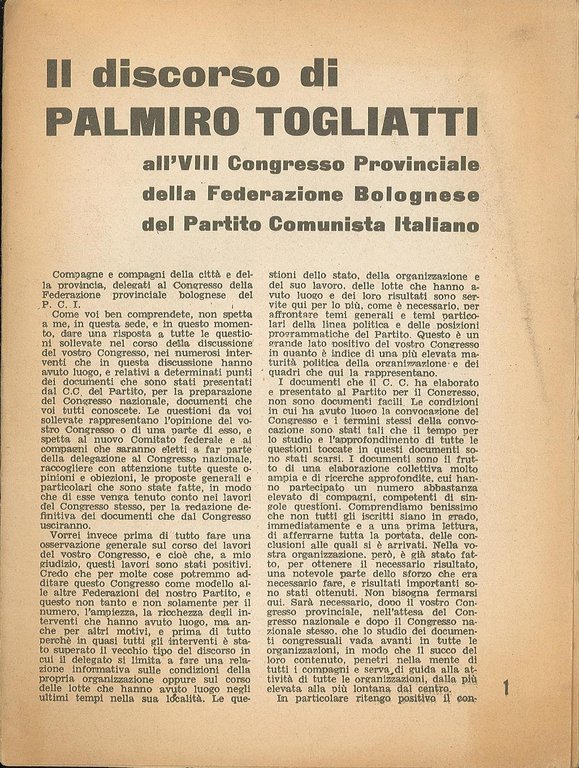 Il discorso di
PALMIRO TOGLIATTI
all'VIII Congresso Provinciale
della Federazione Bolognese
del Partito Comunista Italiano
Compagne e compagni della città e del-
la provincia, delegati al Congresso della
Federazione provinciale bolognese del
P. C. I.
Come voi ben comprendete, non spetta
a me, in questa sede, e in questo momen-
to, dare una risposta a tutte le questio-
ni sollevate nel corso della discussione
del vostro Congresso, nei numerosi inter-
venti che in questa discussione hanno
avuto luogo, e relativi a determinati punti
dei documenti che sono stati presentati
dal C.C. del Partito, per la preparazione
del Congresso nazionale, documenti che
voi tutti conoscete. Le questioni da voi
sollevate rappresentano l'opinione del vo-
stro Congresso o di una parte di esso, e
spetta al nuovo Comitato federale e ai
compagni che saranno eletti a far parte
della delegazione al Congresso nazionale,
raccogliere con attenzione tutte queste o-
pinioni e obiezioni, le proposte generali e
particolari che sono state fatte, in modo
che di esse venga tenuto conto nei lavori
del Congresso stesso, per la redazione de-
finitiva dei documenti che dal Congresso
usciranno.
Vorrei invece prima di tutto fare una
osservazione generale sul corso dei lavori
del vostro Congresso, e cioè che, a mio
giudizio, questi lavori sono stati positivi.
Credo che per molte cose potremmo ad-
ditare questo Congresso come modello al-
le altre Federazioni del nostro Partito, e
questo non tanto e non solamente per il
numero, l'ampiezza, la ricchezza degli in-
terventi che hanno avuto luogo, ma an-
che per altri motivi, e prima di tutto
perchè in quasi tutti gli interventi è sta-
to superato il vecchio tipo del discorso in
cui il delegato si limita a fare una rela-
zione informativa sulle condizioni della
propria organizzazione oppure sul corso
delle lotte che hanno avuto luogo negli
ultimi tempi nella sua località. Le que-
stioni dello stato, della organizzazione e
del suo lavoro, delle lotte che hanno a-
vuto luogo e dei loro risultati sono ser-
vite qui per lo più, come è necessario, per
affrontare temi generali e temi partico-
lari della linea politica e delle posizioni
programmatiche del Partito. Questo è un
grande lato positivo del vostro Congresso
in quanto è indice di una più elevata ma-
turità politica della organizzazione e dei
quadri che qui la rappresentano.
I documenti che il C. C. ha elaborato
e presentato al Partito per il Congresso,
non sono documenti facili. Le condizioni
in cui ha avuto luogo la convocazione del
Congresso e i termini stessi della convo-
cazione sono stati tali che il tempo per
lo studio e l'approfondimento di tutte le
questioni toccate in questi documenti so-
no stati scarsi. I documenti sono il frut-
to di una elaborazione collettiva molto
ampia e di ricerche approfondite, cui han-
no partecipato un numero abbastanza
elevato di compagni, competenti di sin-
gole questioni. Comprendiamo benissimo
che non tutti gli iscritti siano in grado,
immediatamente e a una prima lettura,
di afferrarne tutta la portata, delle con-
clusioni alle quali si è arrivati. Nella vo-
stra organizzazione, però, è già stato fat-
to, per ottenere il necessario risultato,
una notevole parte dello sforzo che era
necessario fare, e risultati importanti so-
no stati ottenuti. Non bisogna fermarsi
qui. Sarà necessario, dopo il vostro Con-
gresso provinciale, nell'attesa del Con-
gresso nazionale e dopo il Congresso na-
zionale stesso, che lo studio dei documen-
ti congressuali vada avanti in tutte le
organizzazioni, in modo che il succo del
loro contenuto, penetri nella mente di
tutti i compagni e serva di guida alla at-
tività di tutte le organizzazioni, dalla più
elevata alla più lontana dal centro.
In particolare ritengo positivo il con-
1